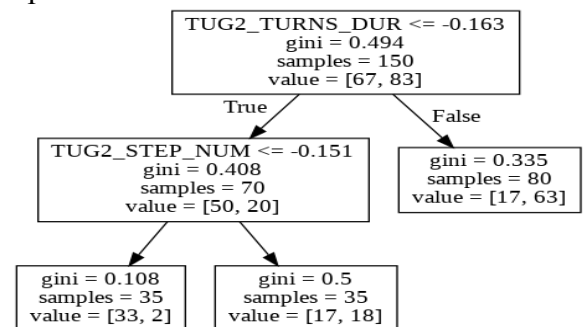 TUG2_TURNS_DUR <= -0.163
gini = 0.494
samples = 150
value = [67, 83]
True
False
TUG2_STEP_NUM <= -0.151
gini = 0.408
samples = 70
value = [50, 20]
gini = 0.335
samples = 80
value = [17, 63]
gini = 0.108
samples = 35
value = [33, 2]
gini = 0.5
samples = 35
value = [17, 18]